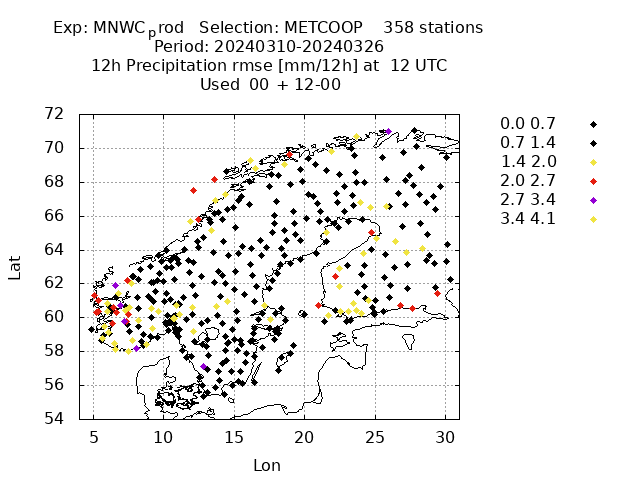 Exp: MNWC_prod   Selection: METCOOP    358 stations
Period: 20240310-20240326
12h Precipitation rmse [mm/12h] at  12 UTC
Used  00 + 12-00
72
70
68
66
64
62
60
58
56
54
Lat
5 10 15 20 25 30
Lon
0.0 0.7
0.7 1.4
1.4 2.0
2.0 2.7
2.7 3.4
3.4 4.1